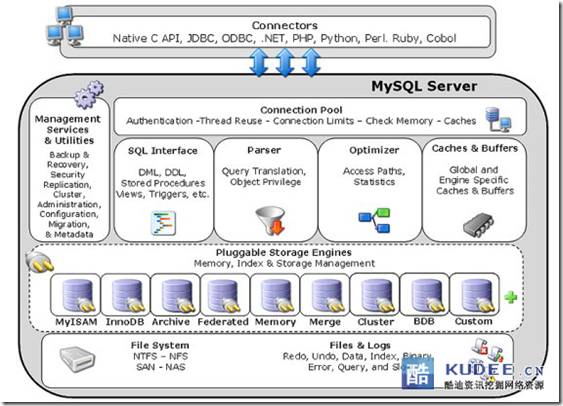 Connectors
Native C API, JDBC, ODBC, .NET, PHP, Python, Perl. Ruby, Cobol
MySQL Server
Management
Services
& Utilities
Backup &
Recovery,
Security
Replication,
Cluster,
Administration,
Configuration,
Migration,
& Metadata
Connection Pool
Authentication -Thread Reuse - Connection Limits - Check Memory - Caches
SQL Interface
DML, DDL,
Stored Procedures
Views, Triggers, etc.
Parser
Query Translation,
Object Privilege
Optimizer
Access Paths,
Statistics
Caches & Buffers
Global and
Engine Specific
Caches & Buffers
Pluggable Storage Engines
Memory, Index & Storage Management
MyISAM
InnoDB
Archive
Federated
Memory
Merge
Cluster
BDB
Custom
File System
NTFS - NFS
SAN - NAS
Files & Logs
Redo, Undo, Data, Index, Binary,
Error, Query, and
酷 KUDEE.CN
酷迪资讯挖掘网络资源